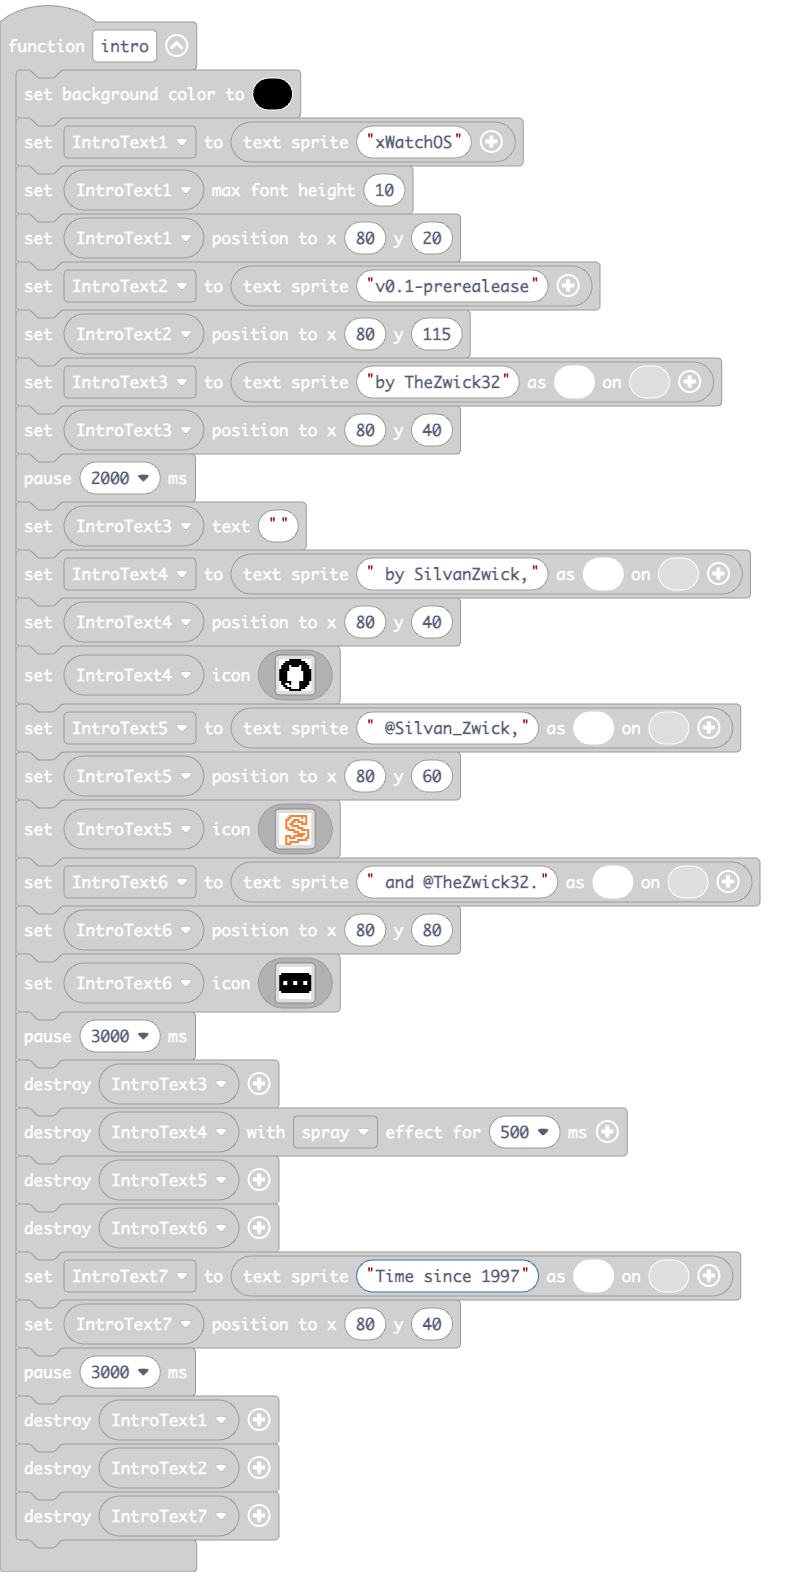 function intro
set background color to
set IntroText1 to text sprite "xWatchOS"
set IntroText1 max font height 10
set IntroText1 position to x 80 y 20
set IntroText2 to text sprite "v0.1-prerealease"
set IntroText2 position to x 80 y 115
set IntroText3 to text sprite "by TheZwick32" as on
set IntroText3 position to x 80 y 40
pause 2000 ms
set IntroText3 text ""
set IntroText4 to text sprite " by SilvanZwick," as on
set IntroText4 position to x 80 y 40
set IntroText4 icon
set IntroText5 to text sprite " @Silvan_Zwick," as on
set IntroText5 position to x 80 y 60
set IntroText5 icon
set IntroText6 to text sprite " and @TheZwick32." as on
set IntroText6 position to x 80 y 80
set IntroText6 icon
pause 3000 ms
destroy IntroText3
destroy IntroText4 with spray effect for 500 ms
destroy IntroText5
destroy IntroText6
set IntroText7 to text sprite "Time since 1997" as on
set IntroText7 position to x 80 y 40
pause 3000 ms
destroy IntroText1
destroy IntroText2
destroy IntroText7